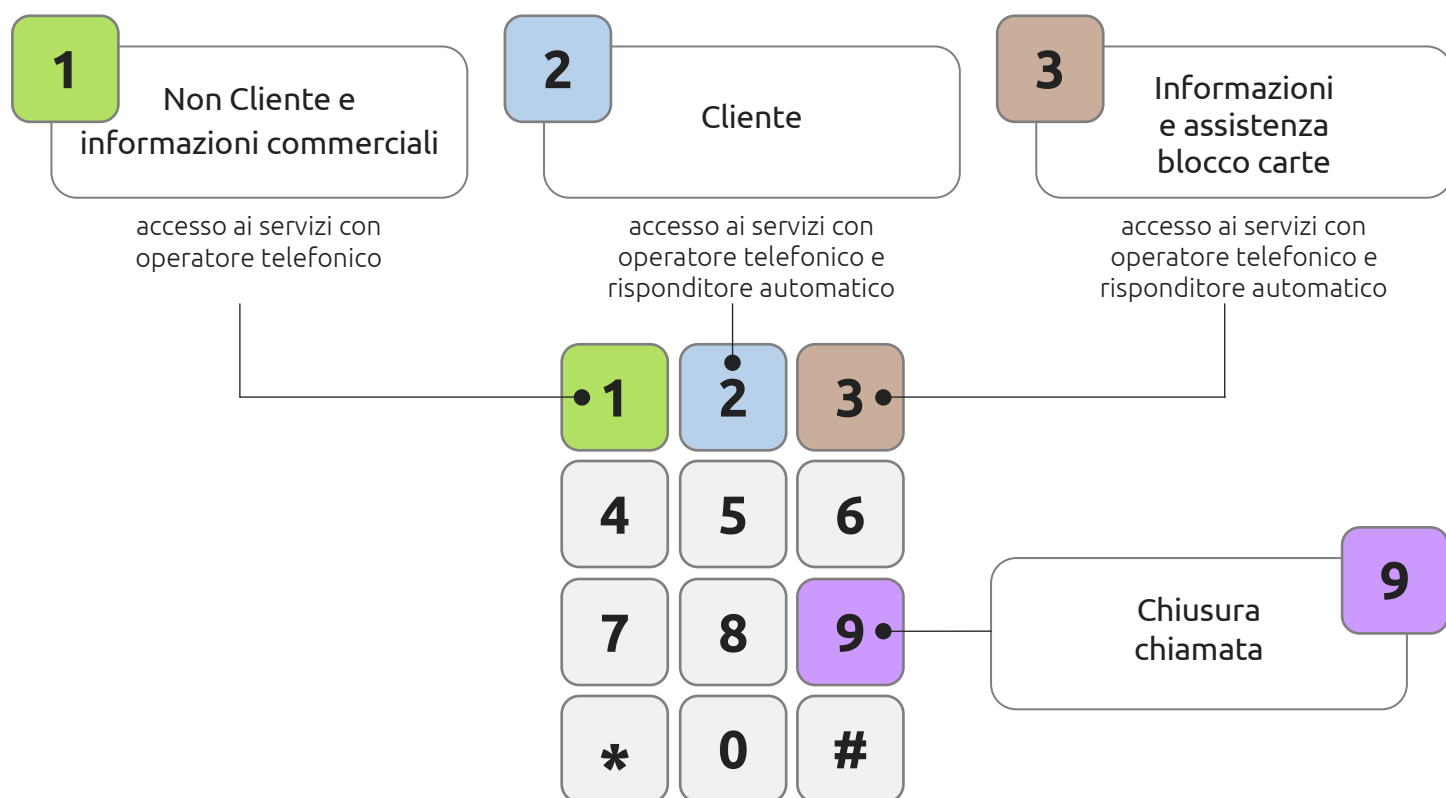 1
Non Cliente e
informazioni commerciali
accesso ai servizi con
operatore telefonico
2
Cliente
accesso ai servizi con
operatore telefonico e
risponditore automatico
3
Informazioni
e assistenza
blocco carte
accesso ai servizi con
operatore telefonico e
risponditore automatico
1 2 3
4 5 6
7 8 9
* 0 #
9
Chiusura
chiamata